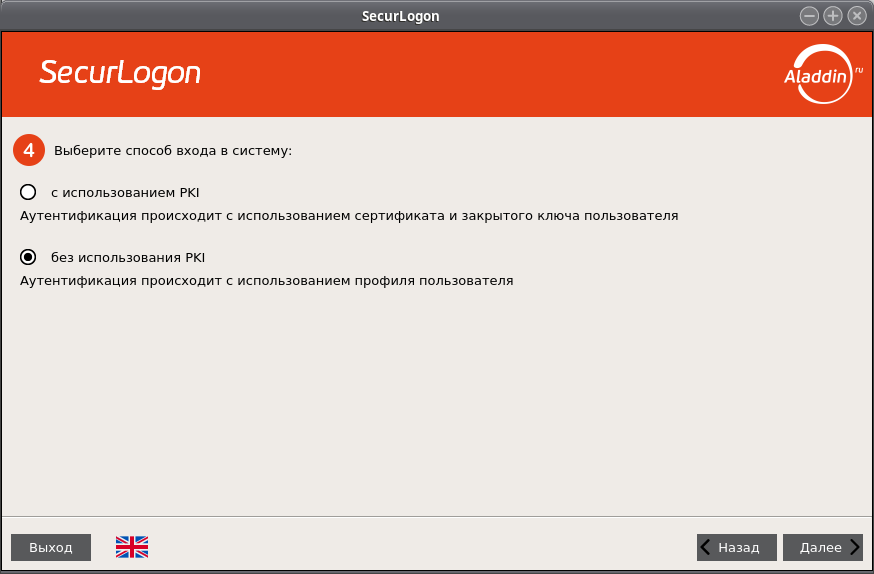 SecurLogon
SecurLogon
Aladdin.ru
4 Выберите способ входа в систему:
с использованием PKI
Аутентификация происходит с использованием сертификата и закрытого ключа пользователя
без использования PKI
Аутентификация происходит с использованием профиля пользователя
Выход
Назад
Далее